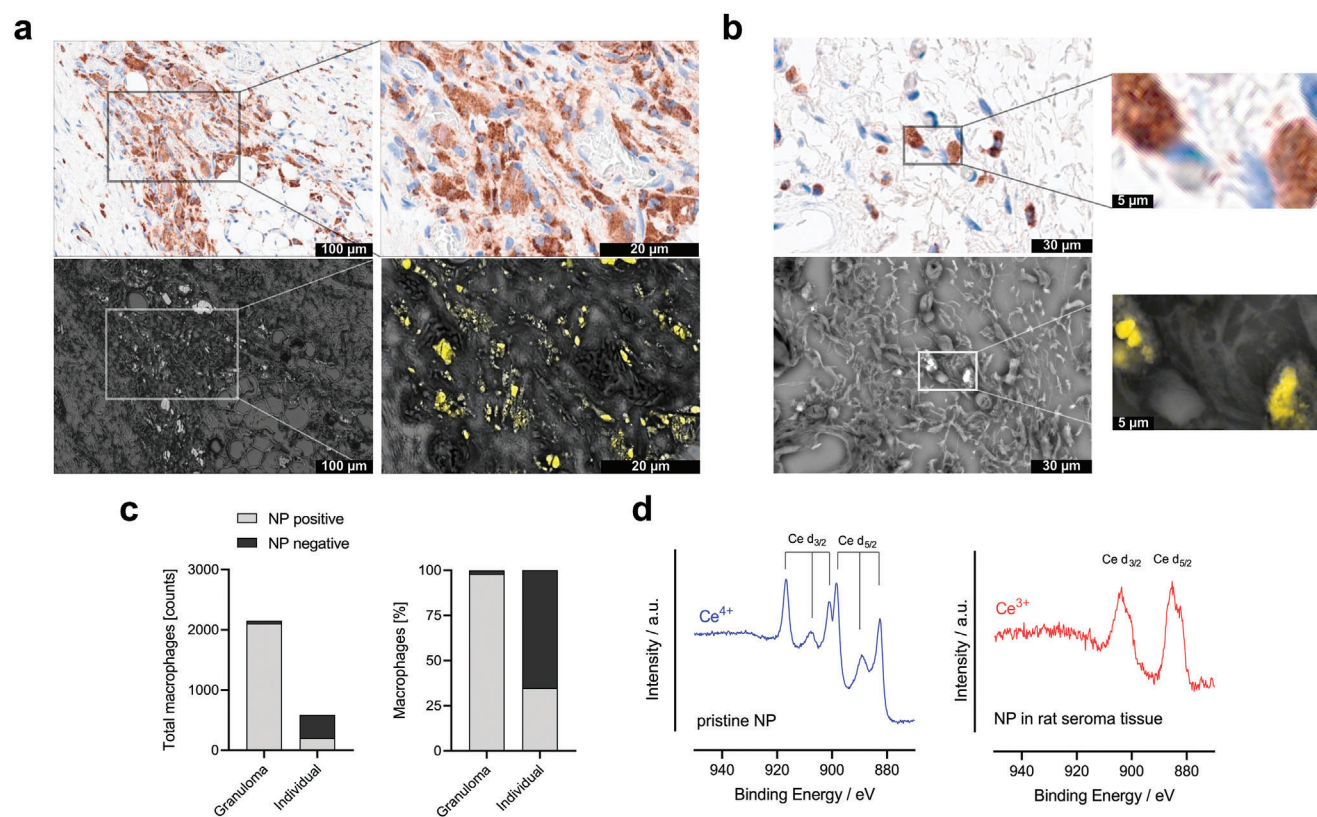 a
b
100 µm
20 µm
30 µm
5 µm
100 µm
20 µm
30 µm
5 µm
c
NP positive
NP negative
Total macrophages [counts]
3000
2000
1000
0
Granuloma
Individual
Macrophages [%]
100
75
50
25
0
Granuloma
Individual
d
Ce d3/2
Ce d5/2
Ce4+
Intensity / a.u.
pristine NP
940
920
900
880
Binding Energy / eV
Ce d3/2
Ce d5/2
Ce3+
Intensity / a.u.
NP in rat seroma tissue
940
920
900
880
Binding Energy / eV